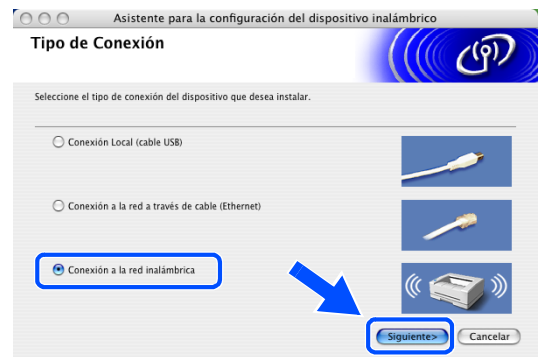 Asistente para la configuración del dispositivo inalámbrico
Tipo de Conexión
Seleccione el tipo de conexión del dispositivo que desea instalar.
Conexión Local (cable USB)
Conexión a la red a través de cable (Ethernet)
Conexión a la red inalámbrica
Siguiente> Cancelar